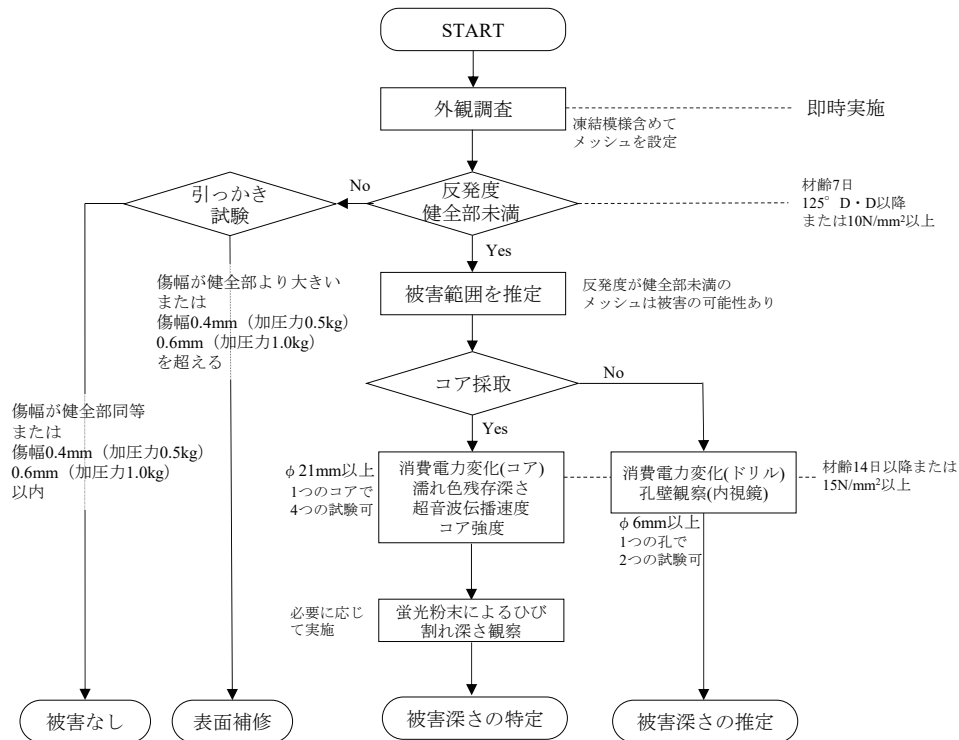 START
外観調査
即時実施
凍結模様含めて
メッシュを設定
引っかき
試験
No
反発度
健全部未満
材齢7日
125°D・D以降
または10N/mm²以上
Yes
傷幅が健全部より大きい
または
傷幅0.4mm（加圧力0.5kg）
0.6mm（加圧力1.0kg）
を超える
被害範囲を推定
反発度が健全部未満の
メッシュは被害の可能性あり
コア採取
No
Yes
傷幅が健全部同等
または
傷幅0.4mm（加圧力0.5kg）
0.6mm（加圧力1.0kg）
以内
φ21mm以上
1つのコアで
4つの試験可
消費電力変化(コア)
濡れ色残存深さ
超音波伝播速度
コア強度
消費電力変化(ドリル)
孔壁観察(内視鏡)
材齢14日以降または
15N/mm²以上
φ6mm以上
1つの孔で
2つの試験可
必要に応じ
て実施
蛍光粉末によるひび
割れ深さ観察
被害なし
表面補修
被害深さの特定
被害深さの推定